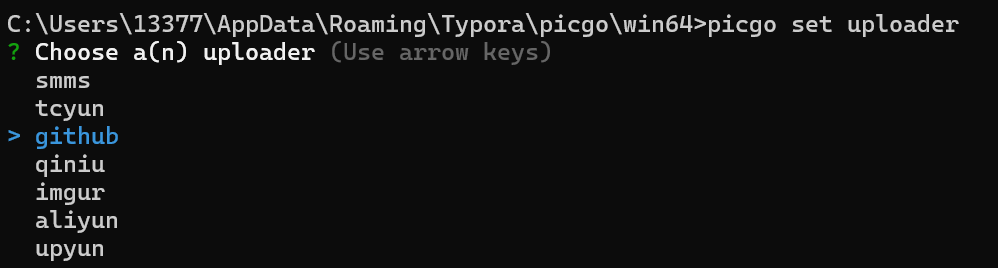 C:\Users\13377\AppData\Roaming\Typora\picgo\win64>picgo set uploader
? Choose a(n) uploader (Use arrow keys)
smms
tcyun
> github
qiniu
imgur
aliyun
upyun